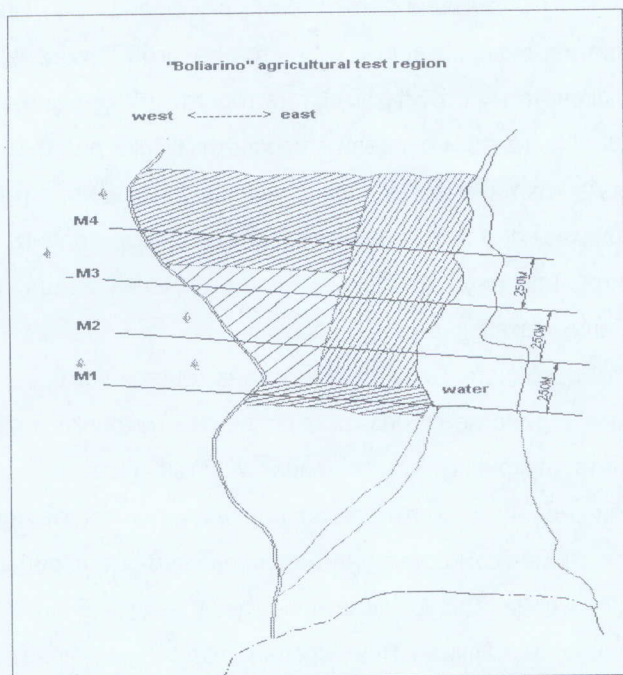 "Boliarino" agricultural test region
west <----------> east
M4
M3
250M
M2
250M
M1
water
250M